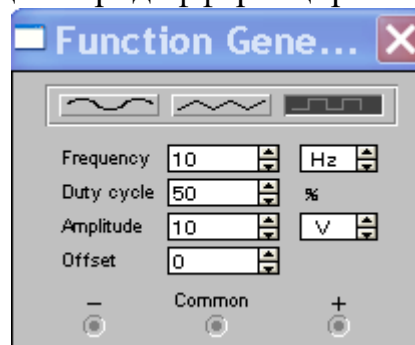 Function Gene...
Frequency 10 Hz
Duty cycle 50 %
Amplitude 10 V
Offset 0
− Common +